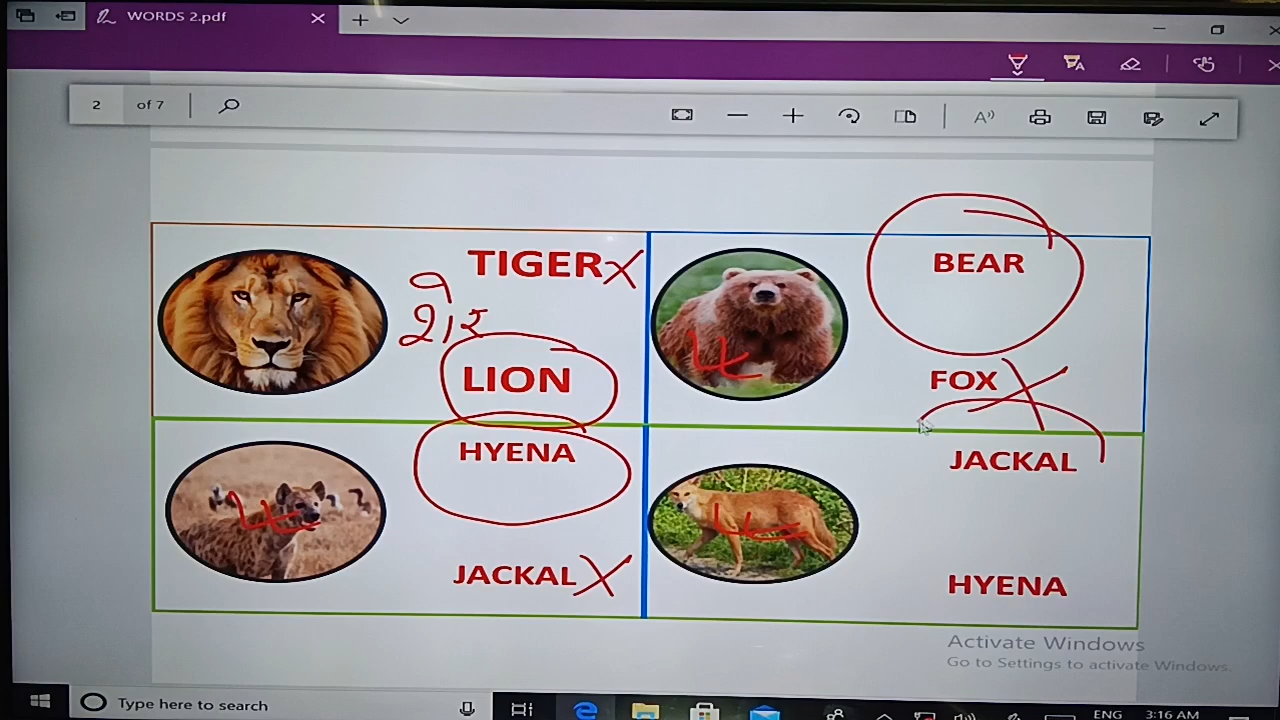 WORDS 2.pdf
2 of 7
TIGER
LION
BEAR
FOX
HYENA
JACKAL
JACKAL
HYENA
Activate Windows
Go to Settings to activate Windows.
Type here to search
ENG 3:16 AM